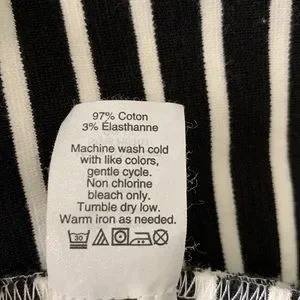 97% Coton
3% Élasthanne
Machine wash cold
with like colors,
gentle cycle.
Non chlorine
bleach only.
Tumble dry low.
Warm iron as needed.
30